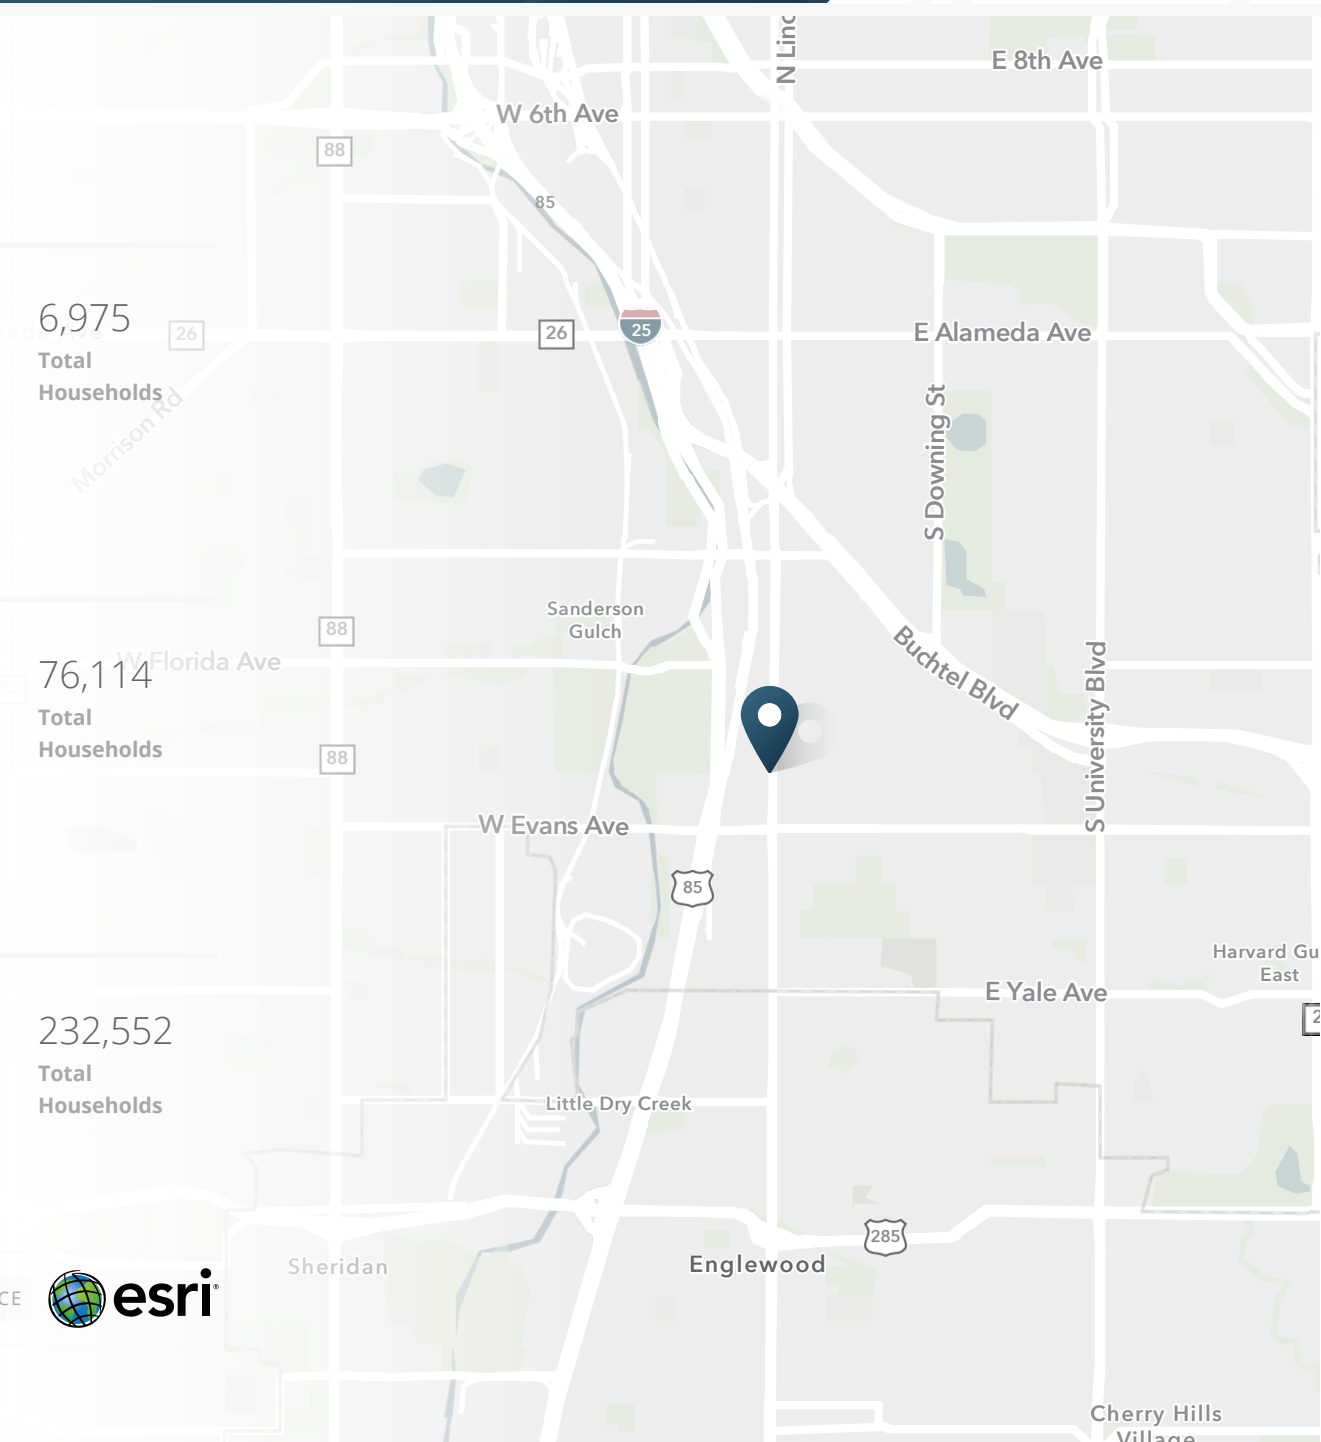 N Linc
E 8th Ave
W 6th Ave
88
85
6,975
Total
Households
26
26
25
E Alameda Ave
Morrison Rd
S Downing St
Sanderson
Gulch
88
W Florida Ave
76,114
Total
Households
Buchtel Blvd
S University Blvd
88
W Evans Ave
85
Harvard Gu
East
E Yale Ave
2
232,552
Total
Households
Little Dry Creek
285
Englewood
Sheridan
CE
esri
Cherry Hills
Village